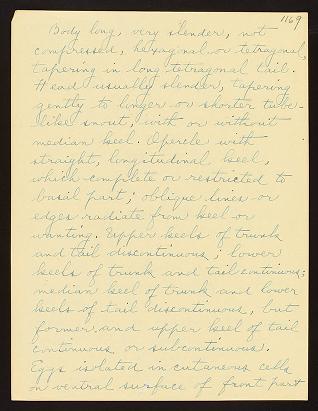 1169
Body long, very slender, not
compressed, hexagonal or tetragonal,
tapering in long tetragonal tail.
Head usually slender, tapering
gently to longer or shorter tube-
like snout, with or without
median keel. Opercle with
straight, longitudinal keel,
which complete or restricted to
basal part; oblique lines or
edges radiate from keel or
wanting. Upper keels of trunk
and tail discontinuous; lower
keels of trunk and tail continuous;
median keel of trunk and lower
keels of tail discontinuous, but
former and upper keel of tail
continuous or subcontinuous.
Eggs isolated in cutaneous cells
on ventral surface of front part